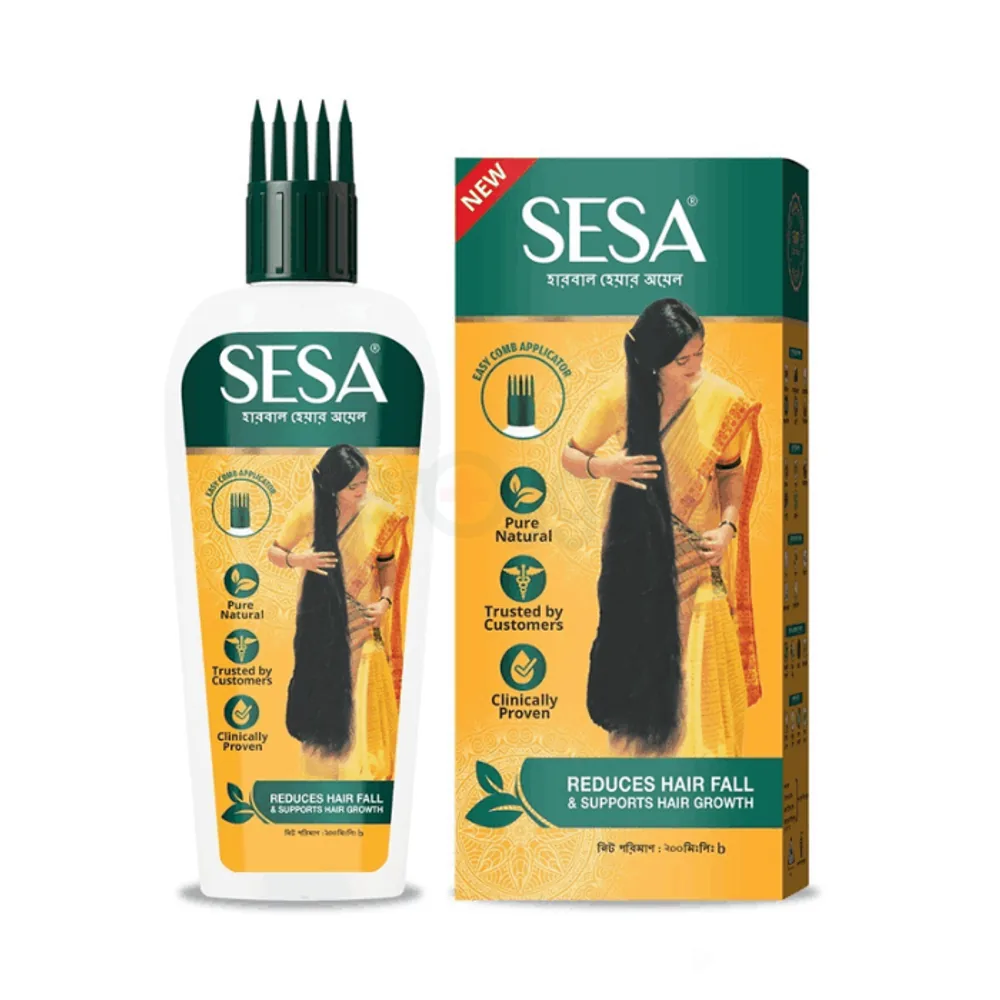 SESA®
হারবাল হেয়ার অয়েল
EASY COMB APPLICATOR
Pure
Natural
Trusted by
Customers
Clinically
Proven
REDUCES HAIR FALL
& SUPPORTS HAIR GROWTH
নিট পরিমাণ : ২০০মিঃলিঃ b
NEW
SESA®
হারবাল হেয়ার অয়েল
EASY COMB APPLICATOR
Pure
Natural
Trusted by
Customers
Clinically
Proven
REDUCES HAIR FALL
& SUPPORTS HAIR GROWTH
নিট পরিমাণ : ২০০মিঃলিঃ b